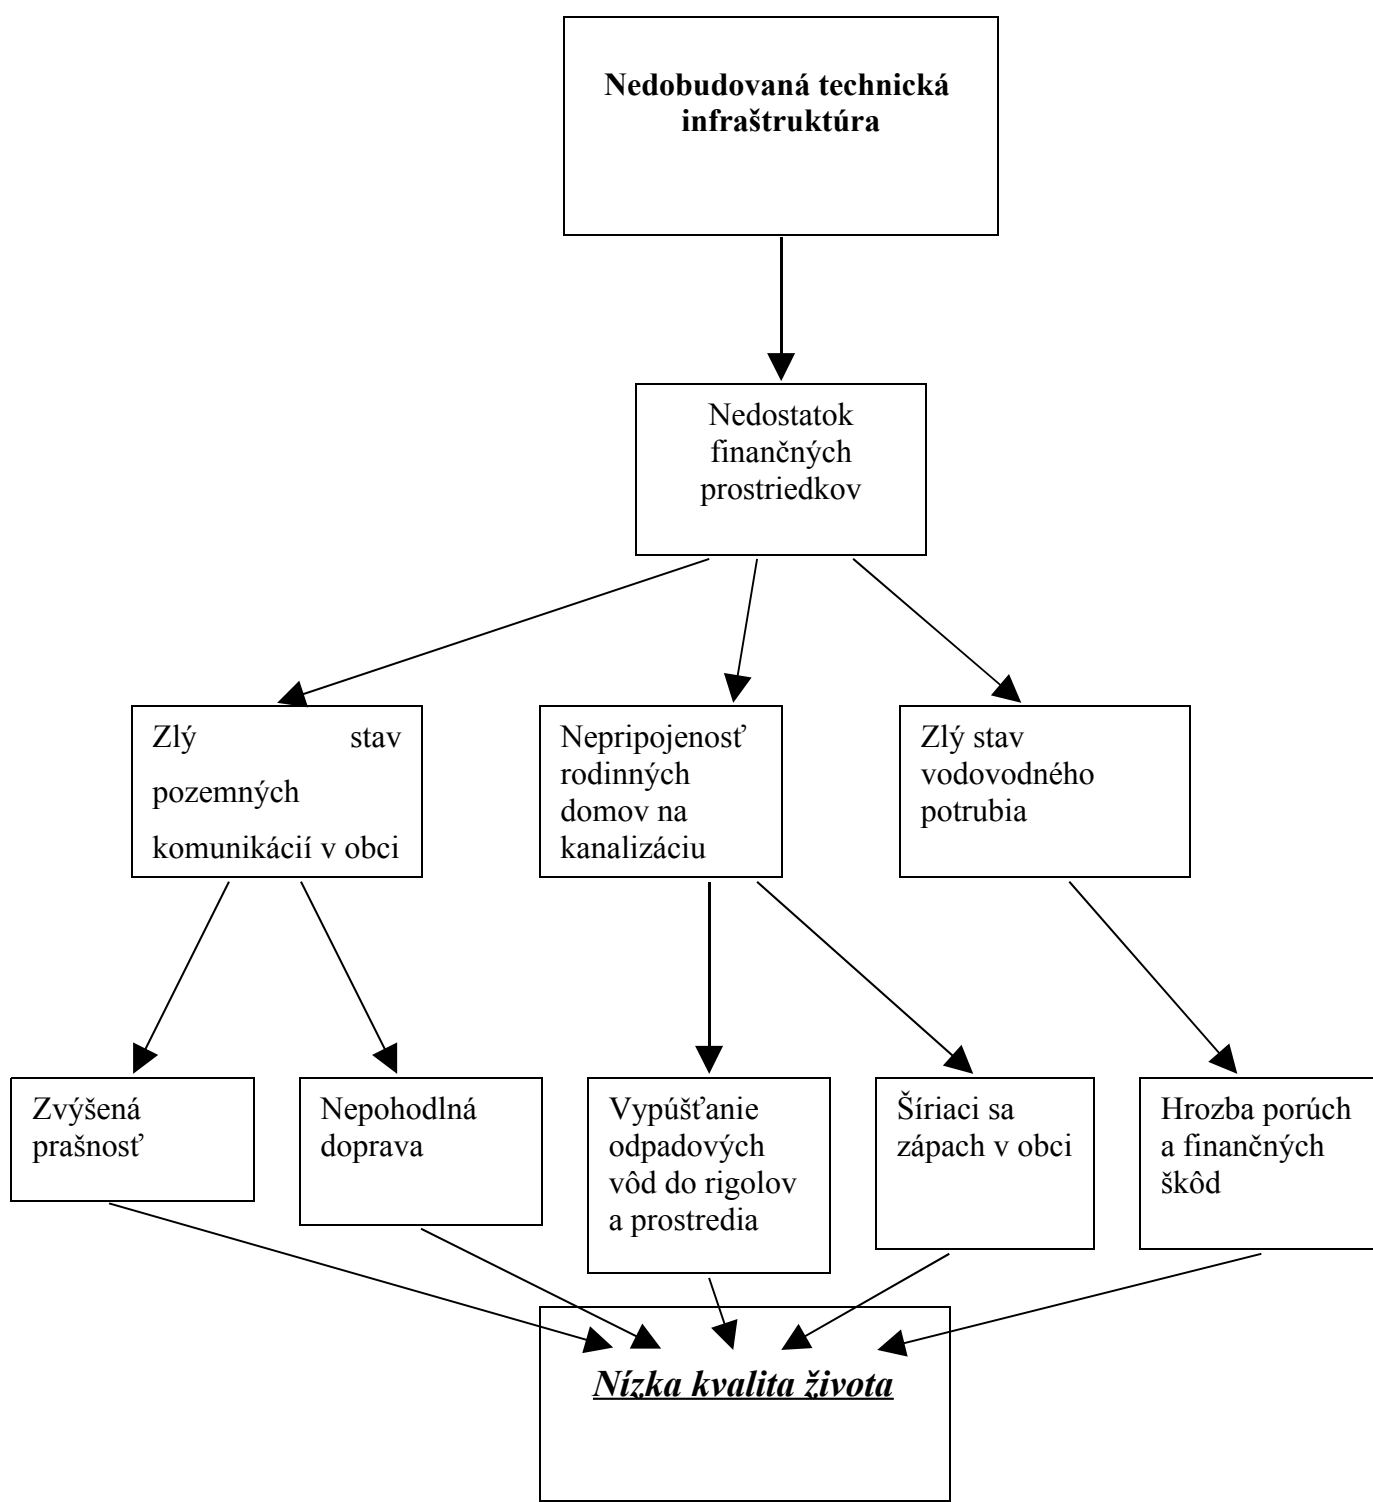 Nedobudovaná technická
infraštruktúra
Nedostatok
finančných
prostriedkov
Zlý stav
pozemných
komunikácií v obci
Nepripojenosť
rodinných
domov na
kanalizáciu
Zlý stav
vodovodného
potrubia
Zvýšená
prašnosť
Nepohodlná
doprava
Vypúšťanie
odpadových
vôd do rigolov
a prostredia
Šíriaci sa
zápach v obci
Hrozba porúch
a finančných
škôd
Nízka kvalita života